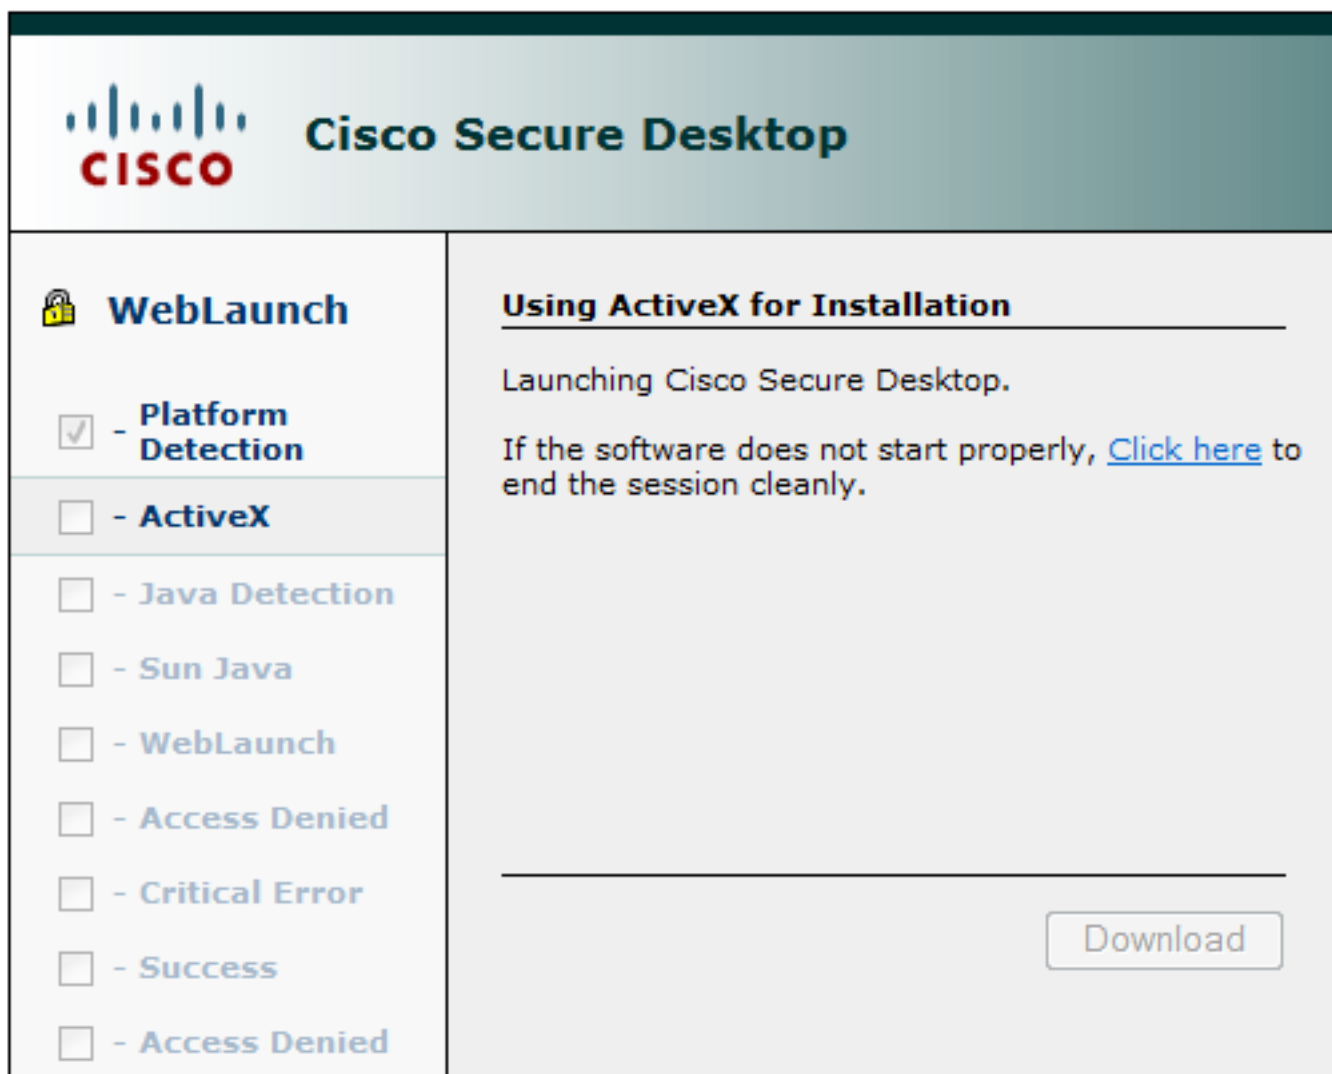 CISCO
Cisco Secure Desktop
WebLaunch
- Platform
Detection
- ActiveX
- Java Detection
- Sun Java
- WebLaunch
- Access Denied
- Critical Error
- Success
- Access Denied
Using ActiveX for Installation
Launching Cisco Secure Desktop.
If the software does not start properly, Click here to
end the session cleanly.
Download